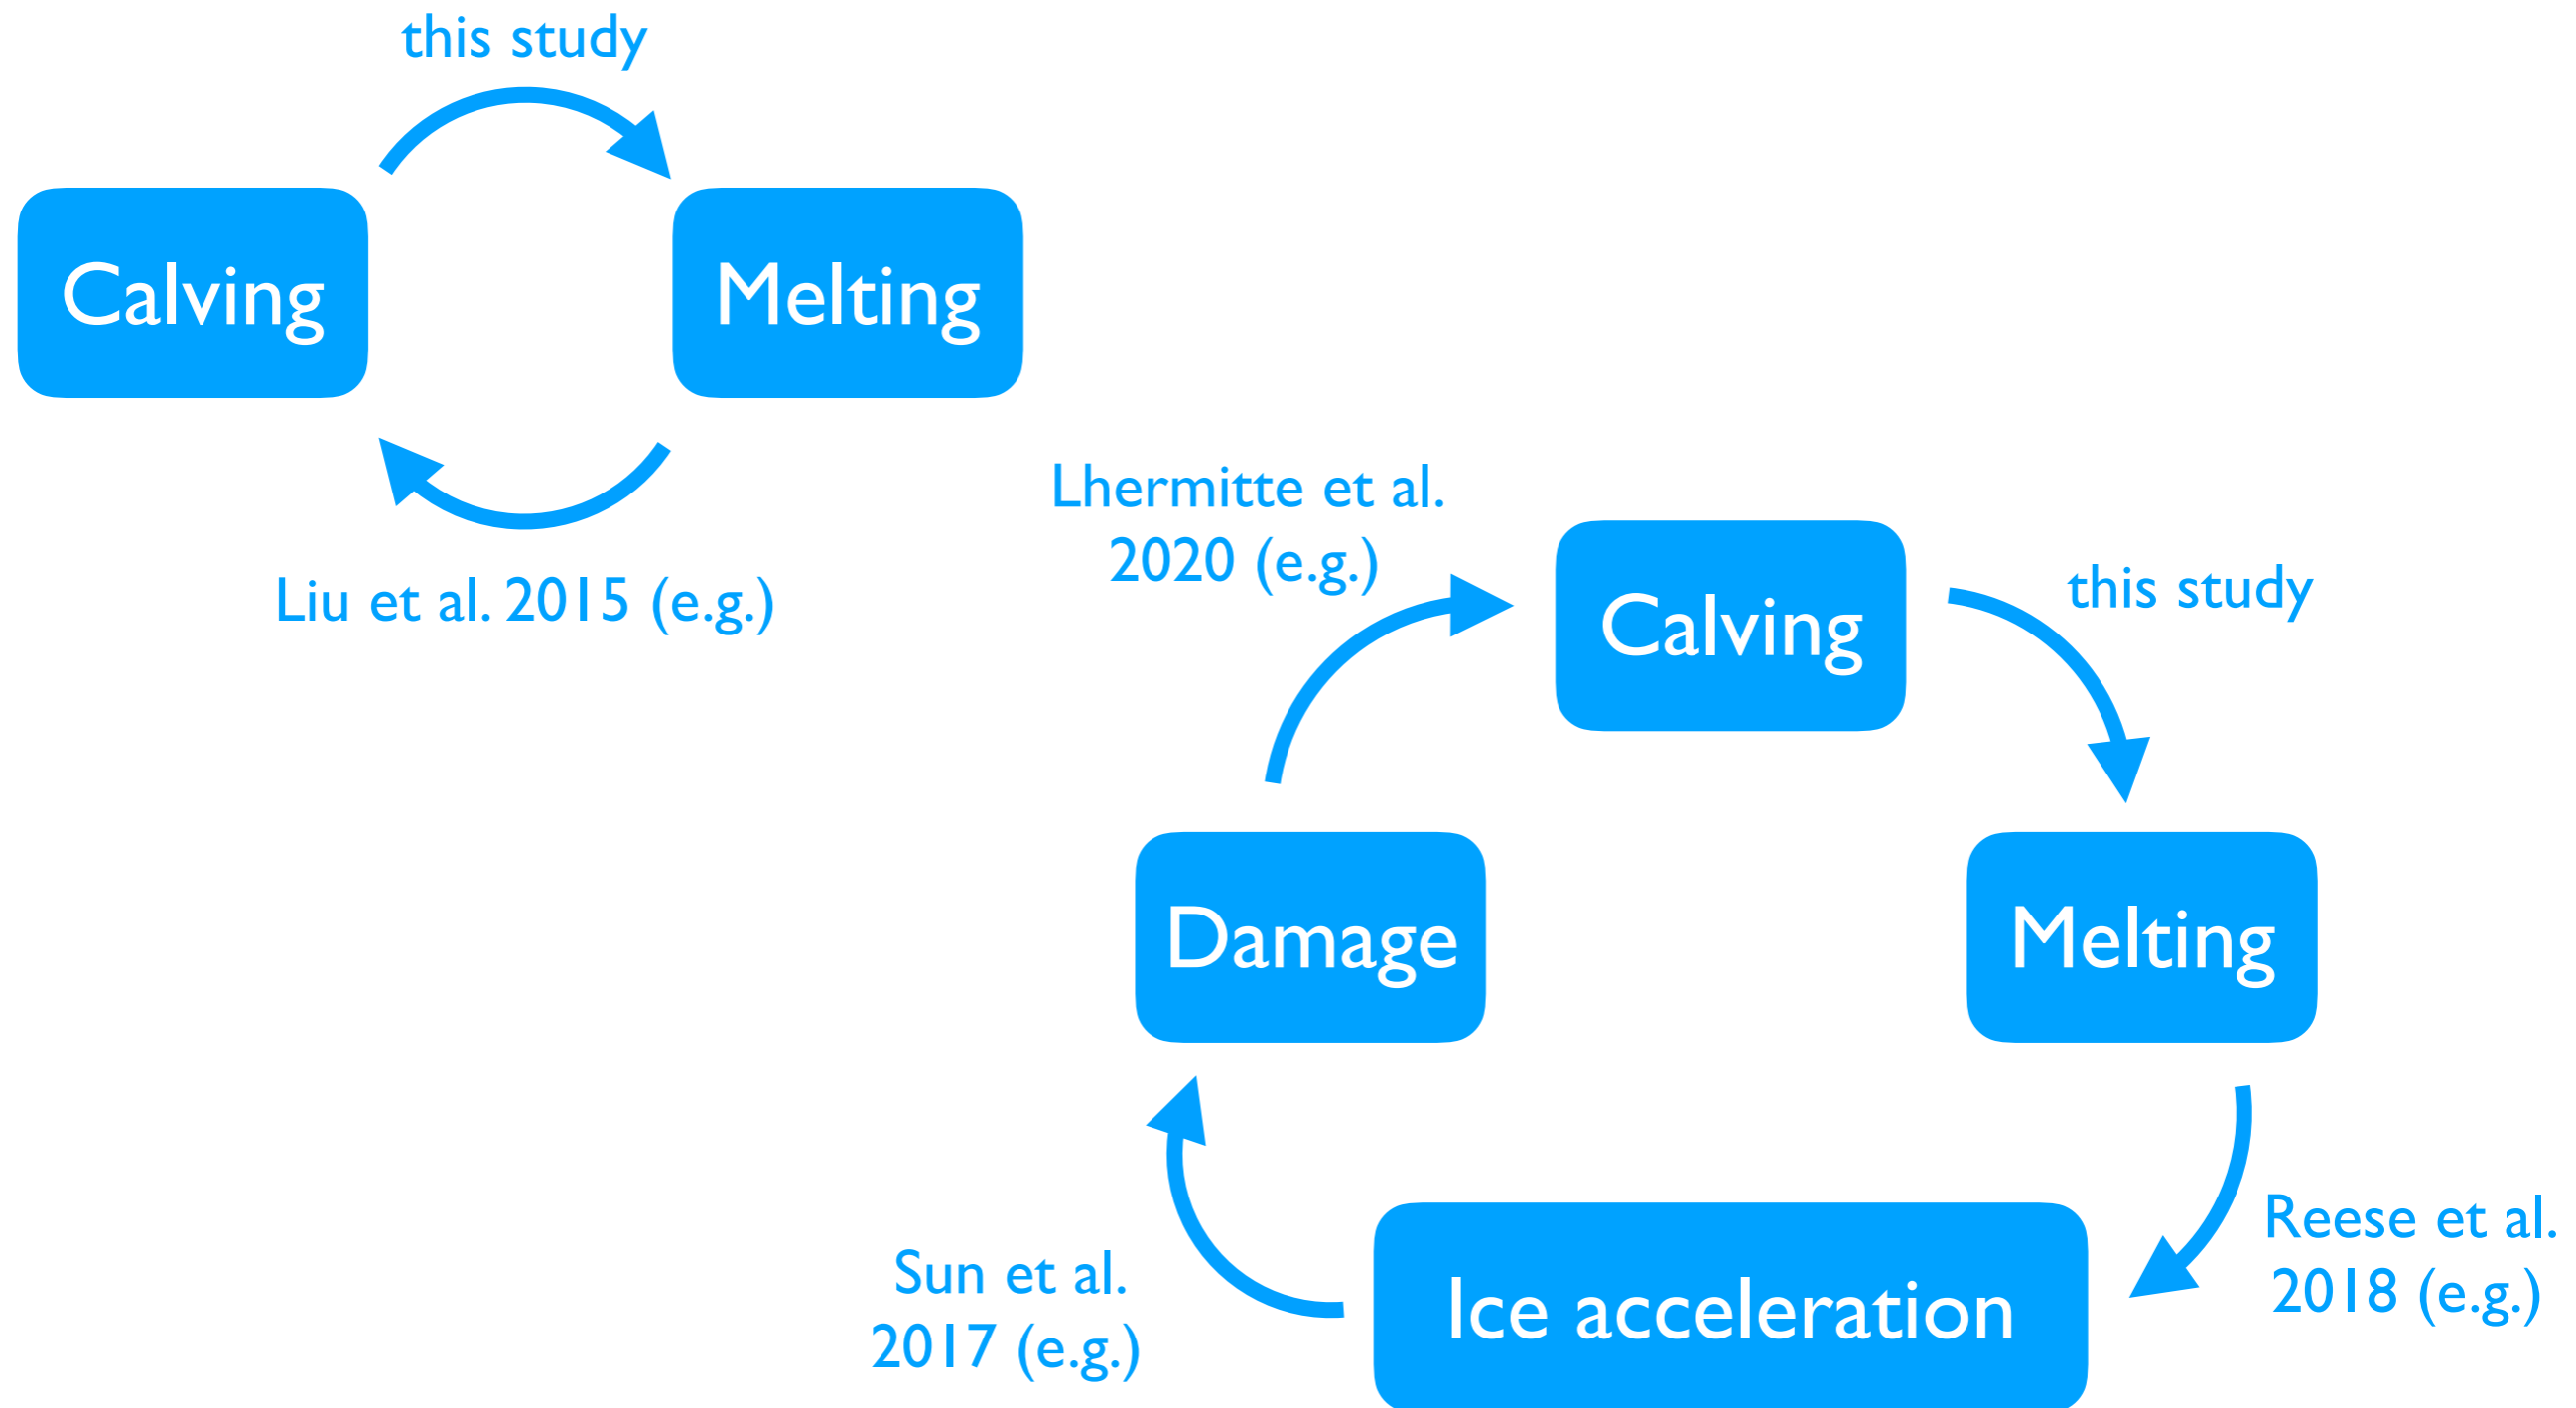 this study
Calving
Melting
Liu et al. 2015 (e.g.)
Lhermitte et al.
2020 (e.g.)
Calving
this study
Damage
Melting
Sun et al.
2017 (e.g.)
Ice acceleration
Reese et al.
2018 (e.g.)